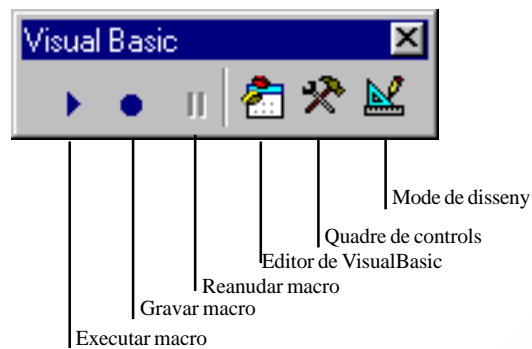 Visual Basic
Mode de disseny
Quadre de controls
Editor de VisualBasic
Reanudar macro
Gravar macro
Executar macro